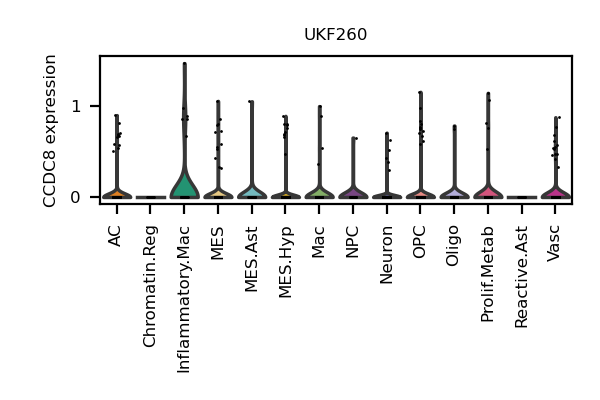 UKF260
CCDC8 expression
1
0
AC
Chromatin.Reg
Inflammatory.Mac
MES
MES.Ast
MES.Hyp
Mac
NPC
Neuron
OPC
Oligo
Prolif.Metab
Reactive.Ast
Vasc